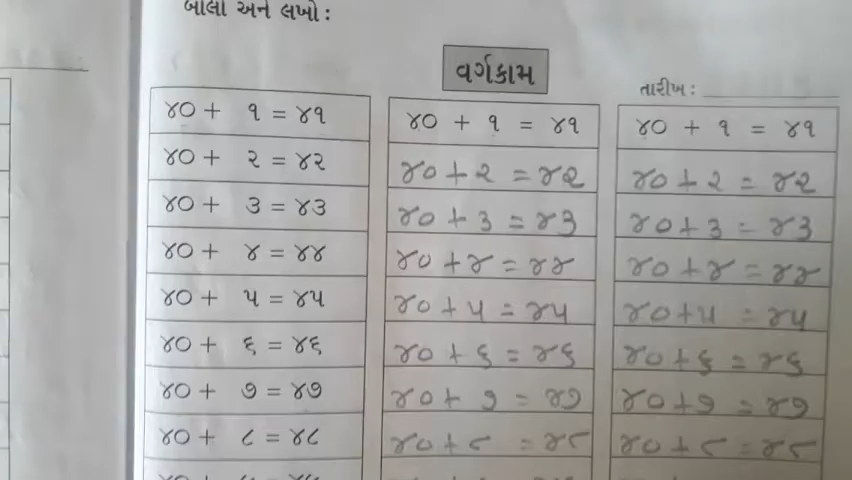 બોલો અને લખો :
વર્ગકામ
તારીખ :
૪૦ + ૧ = ૪૧
૪૦ + ૨ = ૪૨
૪૦ + ૩ = ૪૩
૪૦ + ૪ = ૪૪
૪૦ + ૫ = ૪૫
૪૦ + ૬ = ૪૬
૪૦ + ૭ = ૪૭
૪૦ + ૮ = ૪૮
૪૦ + ૧ = ૪૧
૪૦ + ૨ = ૪૨
૪૦ + ૩ = ૪૩
૪૦ + ૪ = ૪૪
૪૦ + ૫ = ૪૫
૪૦ + ૬ = ૪૬
૪૦ + ૭ = ૪૭
૪૦ + ૮ = ૪૮
૪૦ + ૧ = ૪૧
૪૦ + ૨ = ૪૨
૪૦ + ૩ = ૪૩
૪૦ + ૪ = ૪૪
૪૦ + ૫ = ૪૫
૪૦ + ૬ = ૪૬
૪૦ + ૭ = ૪૭
૪૦ + ૮ = ૪૮